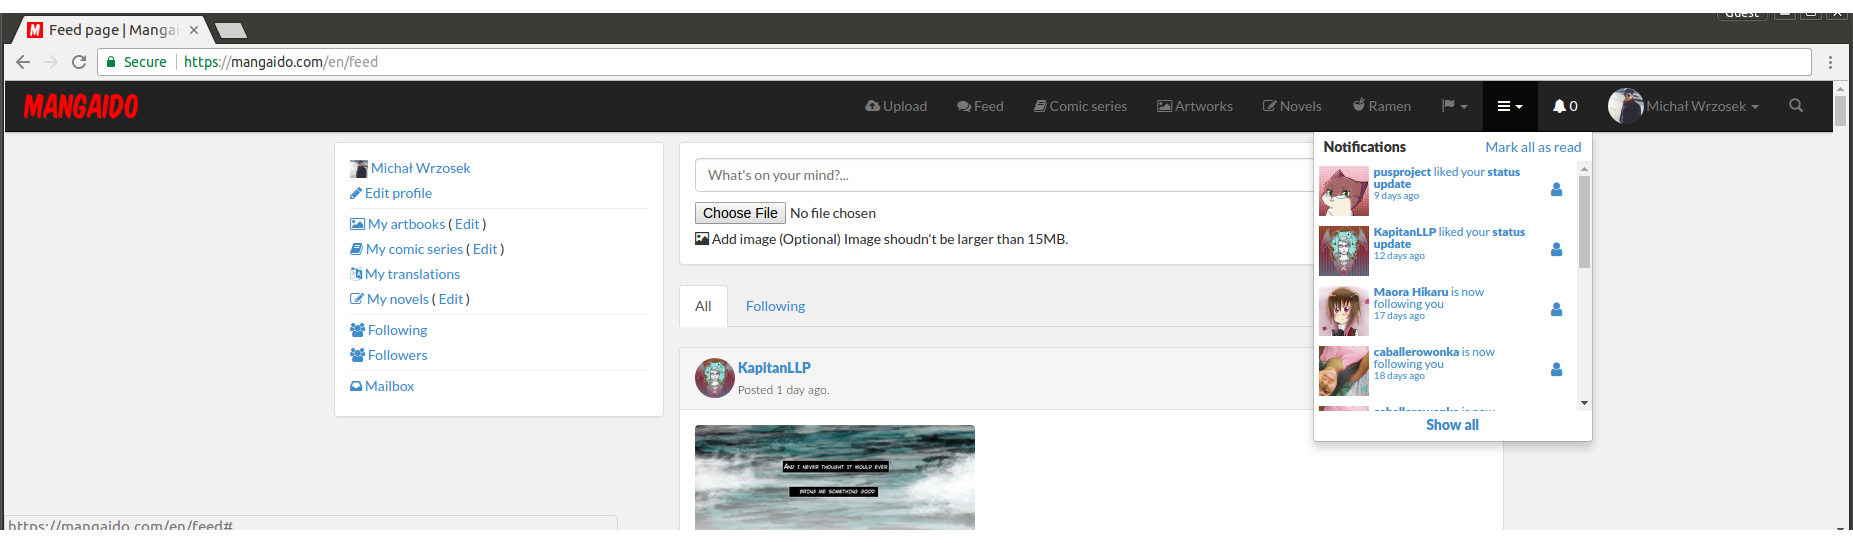 Guest
Feed page | Mangai
Secure https://mangaido.com/en/feed
MANGAIDO Upload Feed Comic series Artworks Novels Ramen 0 Michał Wrzosek
Michał Wrzosek
Edit profile
My artbooks ( Edit )
My comic series ( Edit )
My translations
My novels ( Edit )
Following
Followers
Mailbox
What's on your mind?...
Choose File No file chosen
Add image (Optional) Image shoudn't be larger than 15MB.
All Following
KapitanLLP
Posted 1 day ago.
AND I NEVER THOUGHT IT WOULD EVER
BRING ME SOMETHING GOOD
Notifications Mark all as read
pusproject liked your status
update
9 days ago
KapitanLLP liked your status
update
12 days ago
Maora Hikaru is now
following you
17 days ago
caballerowonka is now
following you
18 days ago
caballerowonka is now
Show all
https://mangaido.com/en/feed#